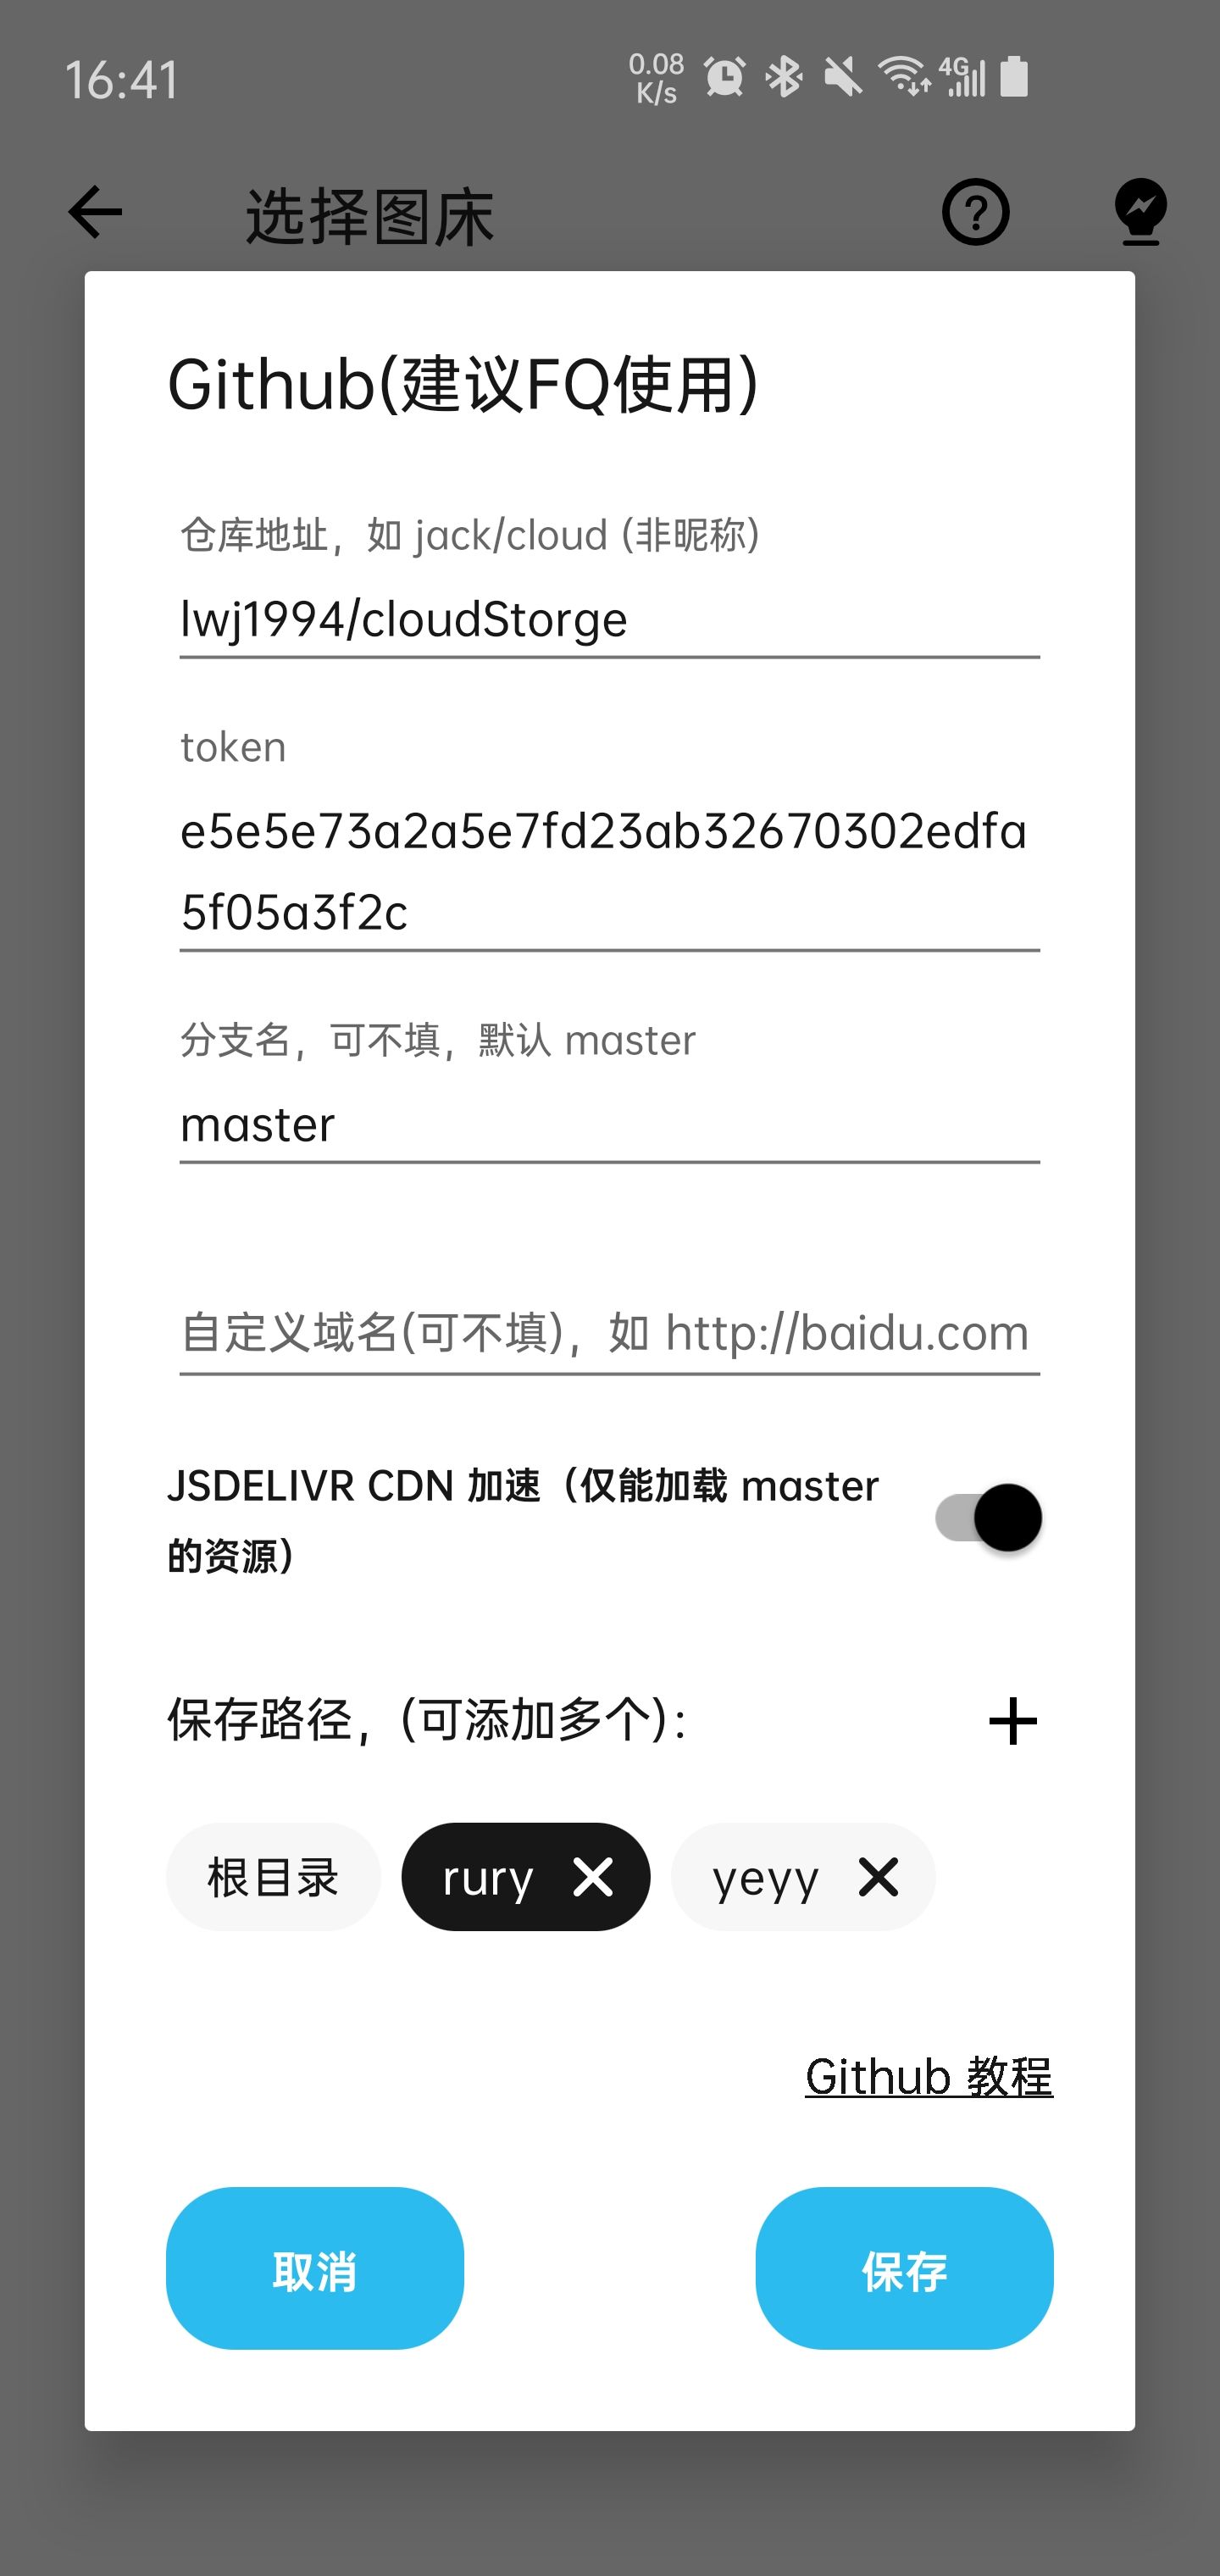 16:41
0.08
K/s
4G
选择图床
Github(建议FQ使用)
仓库地址，如 jack/cloud (非昵称)
lwj1994/cloudStorge
token
e5e5e73a2a5e7fd23ab32670302edfa
5f05a3f2c
分支名，可不填，默认 master
master
自定义域名(可不填)，如 http://baidu.com
JSDELIVR CDN 加速（仅能加载 master
的资源）
保存路径，(可添加多个)：
根目录
rury
yeyy
Github 教程
取消
保存